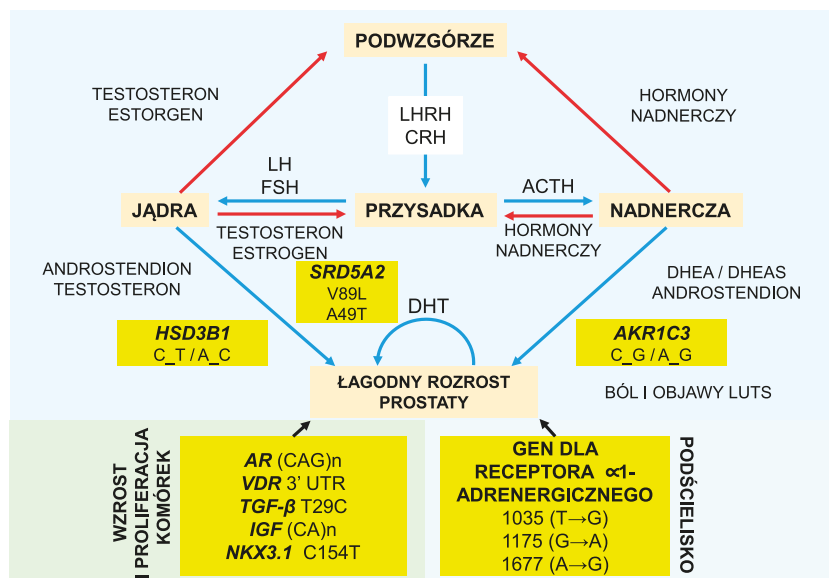 PODWZGÓRZE
TESTOSTERON
ESTORGEN
LHRH
CRH
HORMONY
NADNERCZY
LH
FSH
ACTH
JĄDRA
PRZYSADKA
NADNERCZA
TESTOSTERON
ESTROGEN
HORMONY
NADNERCZY
ANDROSTENDION
TESTOSTERON
SRD5A2
V89L
A49T
DHT
DHEA / DHEAS
ANDROSTENDION
HSD3B1
C_T / A_C
AKR1C3
C_G / A_G
ŁAGODNY ROZROST
PROSTATY
BÓL I OBJAWY LUTS
WZROST
I PROLIFERACJA
KOMÓREK
AR (CAG)n
VDR 3' UTR
TGF-β T29C
IGF (CA)n
NKX3.1 C154T
GEN DLA
RECEPTORA ∝1-
ADRENERGICZNEGO
1035 (T→G)
1175 (G→A)
1677 (A→G)
PODŚCIELISKO